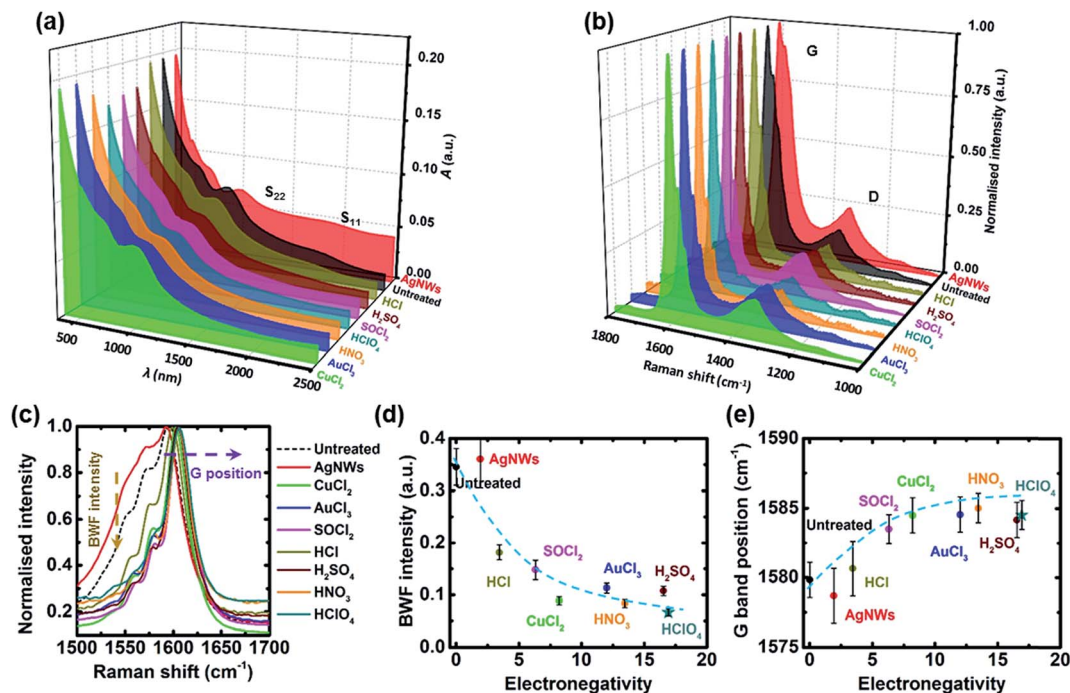 (a)
0.20
0.15
0.10
0.05
0.00
A (a.u.)
S22
S11
AgNWs
Untreated
HCl
H2SO4
SOCl2
HClO4
HNO3
AuCl3
CuCl2
500
1000
1500
2000
2500
λ (nm)
(b)
1.00
0.75
0.50
0.25
0.00
Normalised intensity (a.u.)
G
D
AgNWs
Untreated
HCl
H2SO4
SOCl2
HClO4
HNO3
AuCl3
CuCl2
1800
1600
1400
1200
1000
Raman shift (cm-1)
(c)
Normalised intensity
1.0
0.8
0.6
0.4
0.2
BWF intensity
G position
1500
1550
1600
1650
1700
Raman shift (cm-1)
Untreated
AgNWs
CuCl2
AuCl3
SOCl2
HCl
H2SO4
HNO3
HClO4
(d)
BWF intensity (a.u.)
0.4
0.3
0.2
0.1
0.0
AgNWs
Untreated
HCl
SOCl2
CuCl2
AuCl3
HNO3
H2SO4
HClO4
0
5
10
15
20
Electronegativity
(e)
G band position (cm-1)
1590
1585
1580
1575
Untreated
AgNWs
HCl
SOCl2
CuCl2
AuCl3
HNO3
H2SO4
HClO4
0
5
10
15
20
Electronegativity